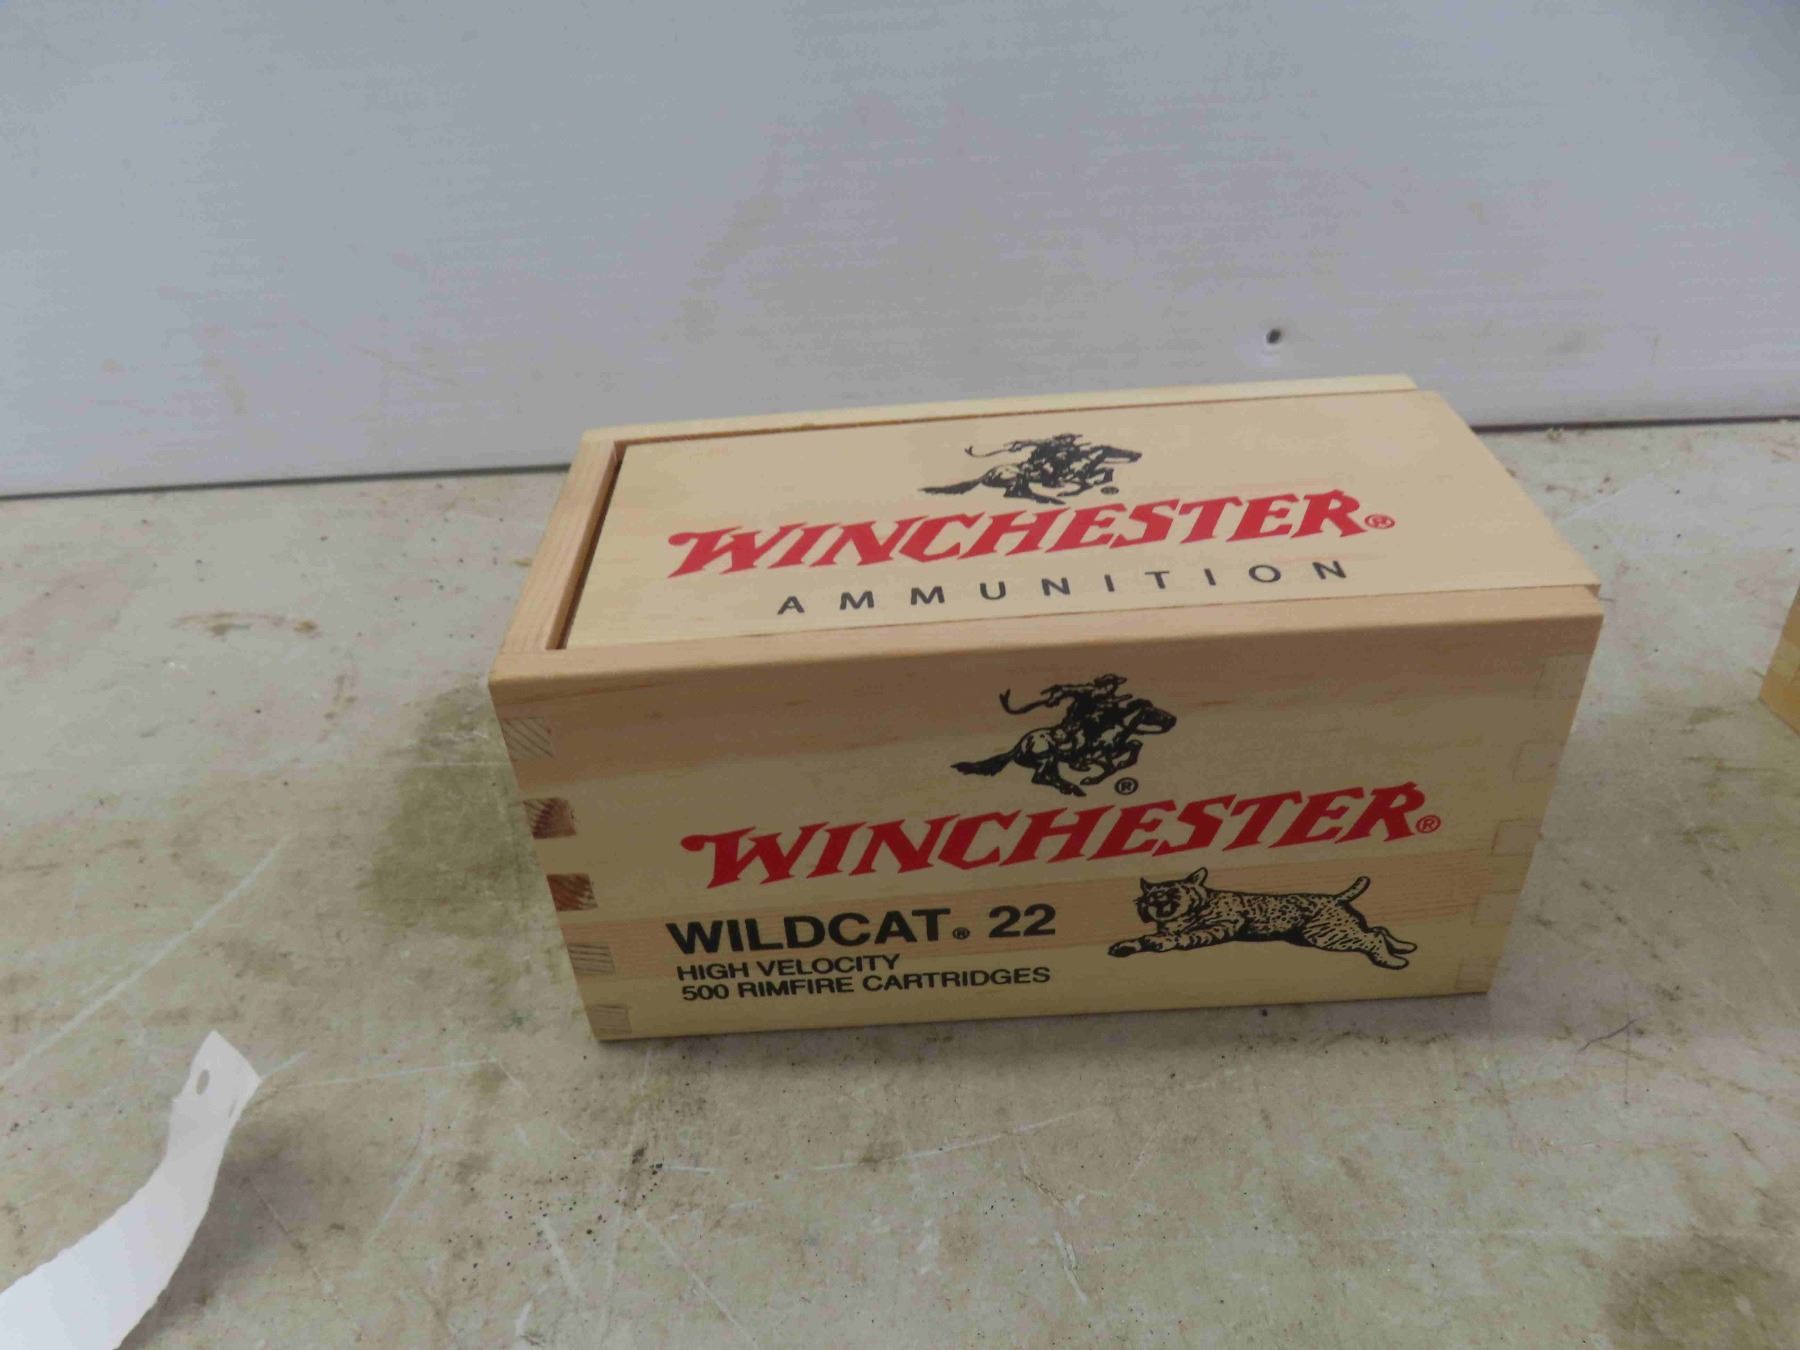 WINCHESTER®
AMMUNITION
®
WINCHESTER®
WILDCAT® 22
HIGH VELOCITY
500 RIMFIRE CARTRIDGES